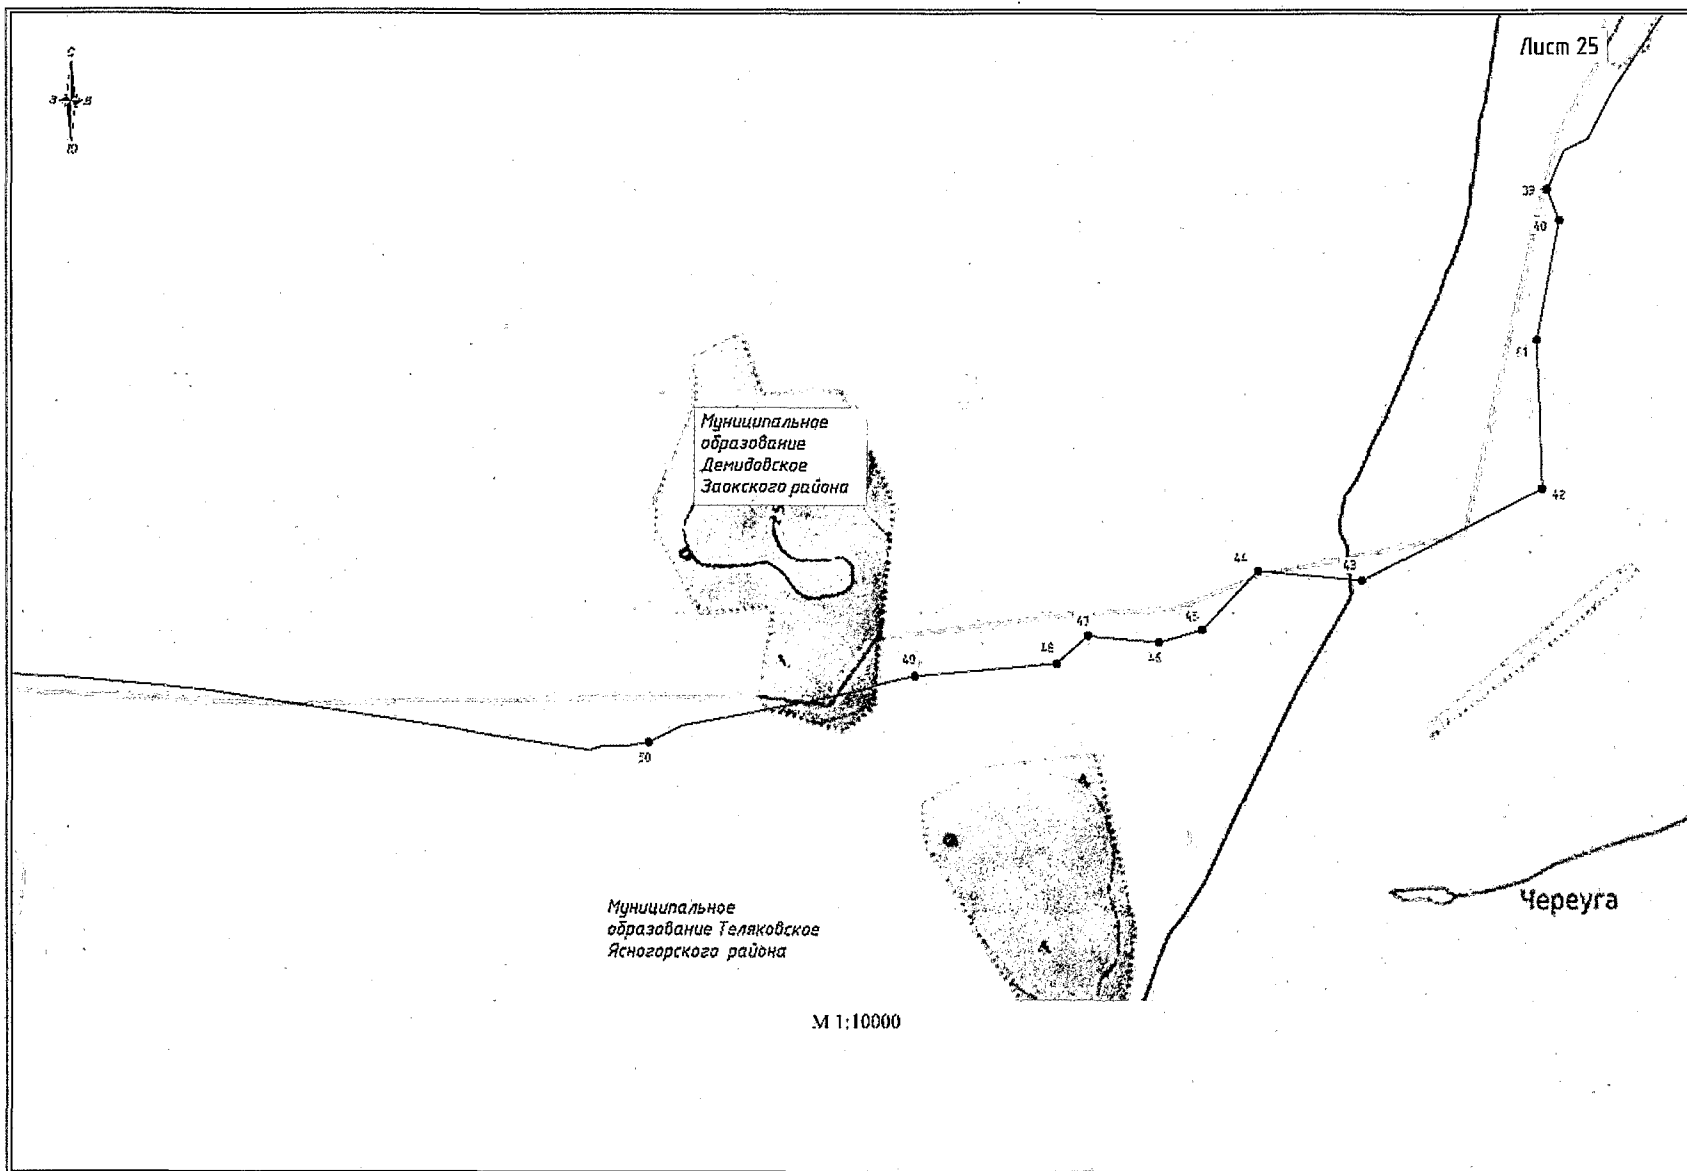 Лист 25
С
З В
Ю
39
40
42
43
44
45
46
47
48
49
50
Муниципальное
образование
Демидовское
Заокского района
Муниципальное
образование Теляковское
Ясногорского района
Череуга
М 1:10000